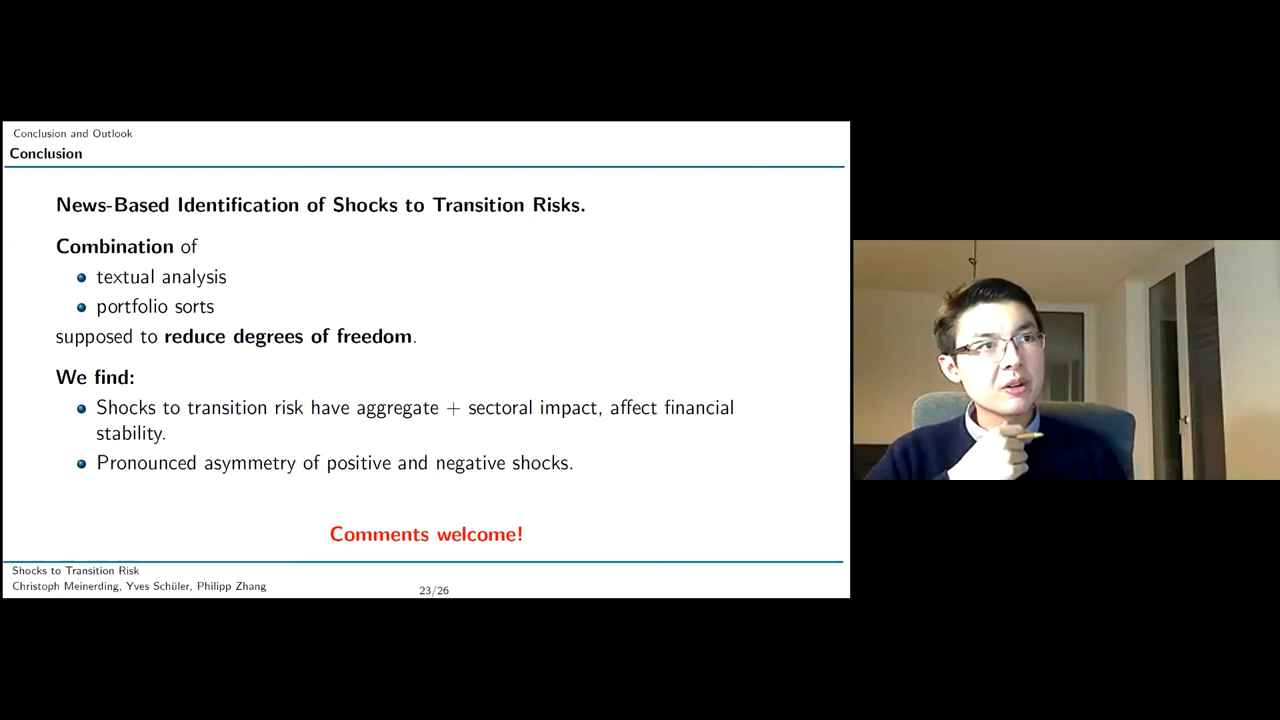 Conclusion and Outlook
Conclusion
News-Based Identification of Shocks to Transition Risks.
Combination of
textual analysis
portfolio sorts
supposed to reduce degrees of freedom.
We find:
Shocks to transition risk have aggregate + sectoral impact, affect financial
stability.
Pronounced asymmetry of positive and negative shocks.
Comments welcome!
Shocks to Transition Risk
Christoph Meinerding, Yves Schüler, Philipp Zhang
23/26